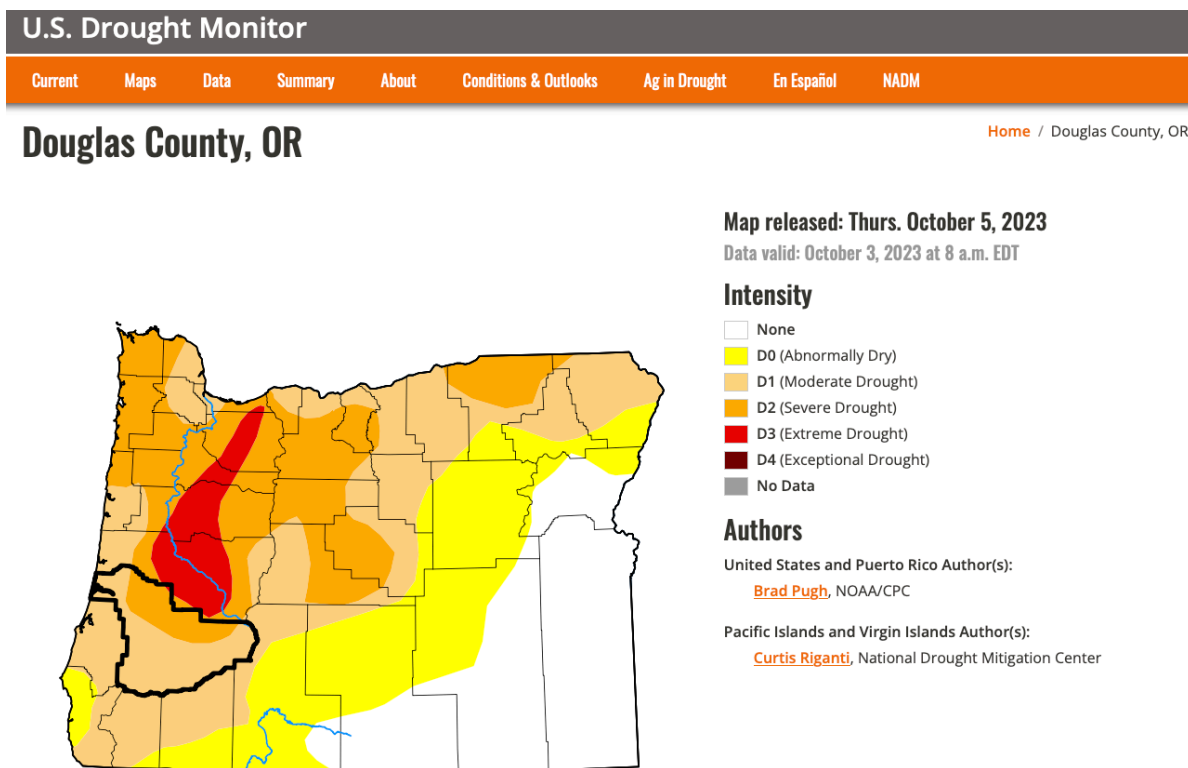 U.S. Drought Monitor
Current Maps Data Summary About Conditions & Outlooks Ag in Drought En Español NADM
Douglas County, OR
Home / Douglas County, OR
Map released: Thurs. October 5, 2023
Data valid: October 3, 2023 at 8 a.m. EDT
Intensity
None
D0 (Abnormally Dry)
D1 (Moderate Drought)
D2 (Severe Drought)
D3 (Extreme Drought)
D4 (Exceptional Drought)
No Data
Authors
United States and Puerto Rico Author(s):
Brad Pugh, NOAA/CPC
Pacific Islands and Virgin Islands Author(s):
Curtis Riganti, National Drought Mitigation Center